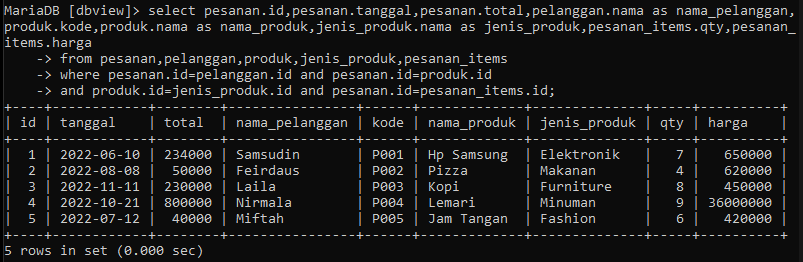 MariaDB [dbview]> select pesanan.id,pesanan.tanggal,pesanan.total,pelanggan.nama as nama_pelanggan,
produk.kode,produk.nama as nama_produk,jenis_produk.nama as jenis_produk,pesanan_items.qty,pesanan_
items.harga
    -> from pesanan,pelanggan,produk,jenis_produk,pesanan_items
    -> where pesanan.id=pelanggan.id and pesanan.id=produk.id
    -> and produk.id=jenis_produk.id and pesanan.id=pesanan_items.id;
+----+------------+--------+----------------+------+-------------+--------------+-----+----------+
| id | tanggal    | total  | nama_pelanggan | kode | nama_produk | jenis_produk | qty | harga    |
+----+------------+--------+----------------+------+-------------+--------------+-----+----------+
|  1 | 2022-06-10 | 234000 | Samsudin       | P001 | Hp Samsung  | Elektronik   |   7 |   650000 |
|  2 | 2022-08-08 |  50000 | Feirdaus       | P002 | Pizza       | Makanan      |   4 |   620000 |
|  3 | 2022-11-11 | 230000 | Laila          | P003 | Kopi        | Furniture    |   8 |   450000 |
|  4 | 2022-10-21 | 800000 | Nirmala        | P004 | Lemari      | Minuman      |   9 | 36000000 |
|  5 | 2022-07-12 |  40000 | Miftah         | P005 | Jam Tangan  | Fashion      |   6 |   420000 |
+----+------------+--------+----------------+------+-------------+--------------+-----+----------+
5 rows in set (0.000 sec)